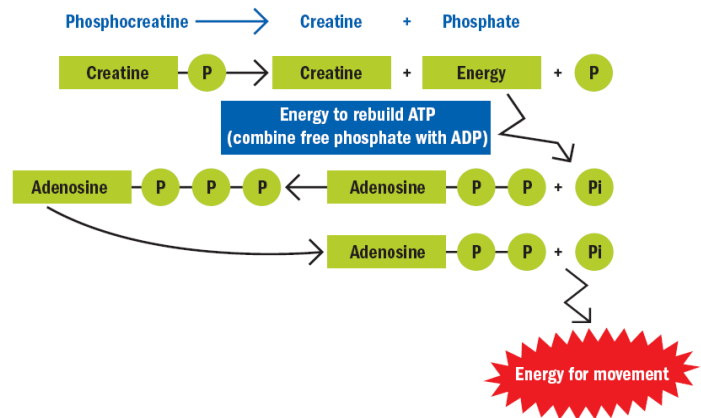 Phosphocreatine Creatine + Phosphate
Creatine P Creatine + Energy + P
Energy to rebuild ATP
(combine free phosphate with ADP)
Adenosine P P P Adenosine P P + Pi
Adenosine P P + Pi
Energy for movement